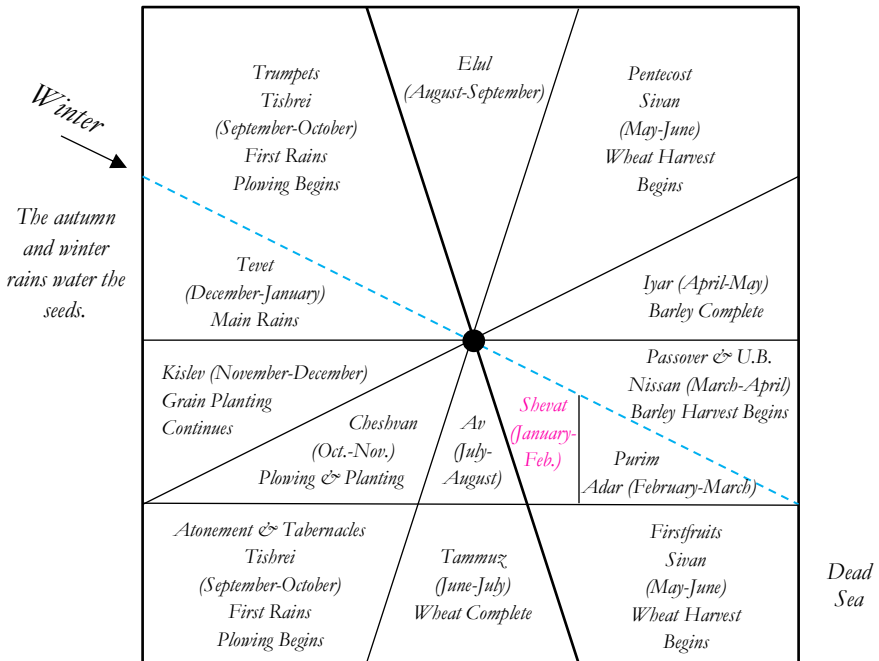 Winter
The autumn
and winter
rains water the
seeds.
Trumpets
Tishrei
(September-October)
First Rains
Plowing Begins
Elul
(August-September)
Pentecost
Sivan
(May-June)
Wheat Harvest
Begins
Tevet
(December-January)
Main Rains
Iyar (April-May)
Barley Complete
Kislev (November-December)
Grain Planting
Continues
Cheshvan
(Oct.-Nov.)
Plowing & Planting
Av
(July-
August)
Shevat
(January-
Feb.)
Passover & U.B.
Nissan (March-April)
Barley Harvest Begins
Purim
Adar (February-March)
Atonement & Tabernacles
Tishrei
(September-October)
First Rains
Plowing Begins
Tammuz
(June-July)
Wheat Complete
Firstfruits
Sivan
(May-June)
Wheat Harvest
Begins
Dead
Sea